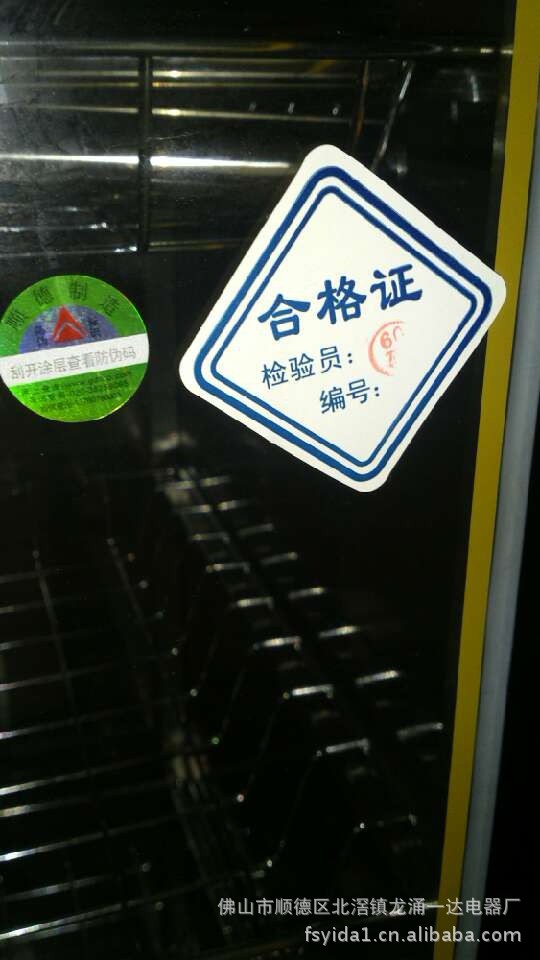 顺德制造
刮开涂层查看防伪码
合格证
检验员：
编号：
佛山市顺德区北滘镇龙涌一达电器厂
fsyida1.cn.alibaba.com